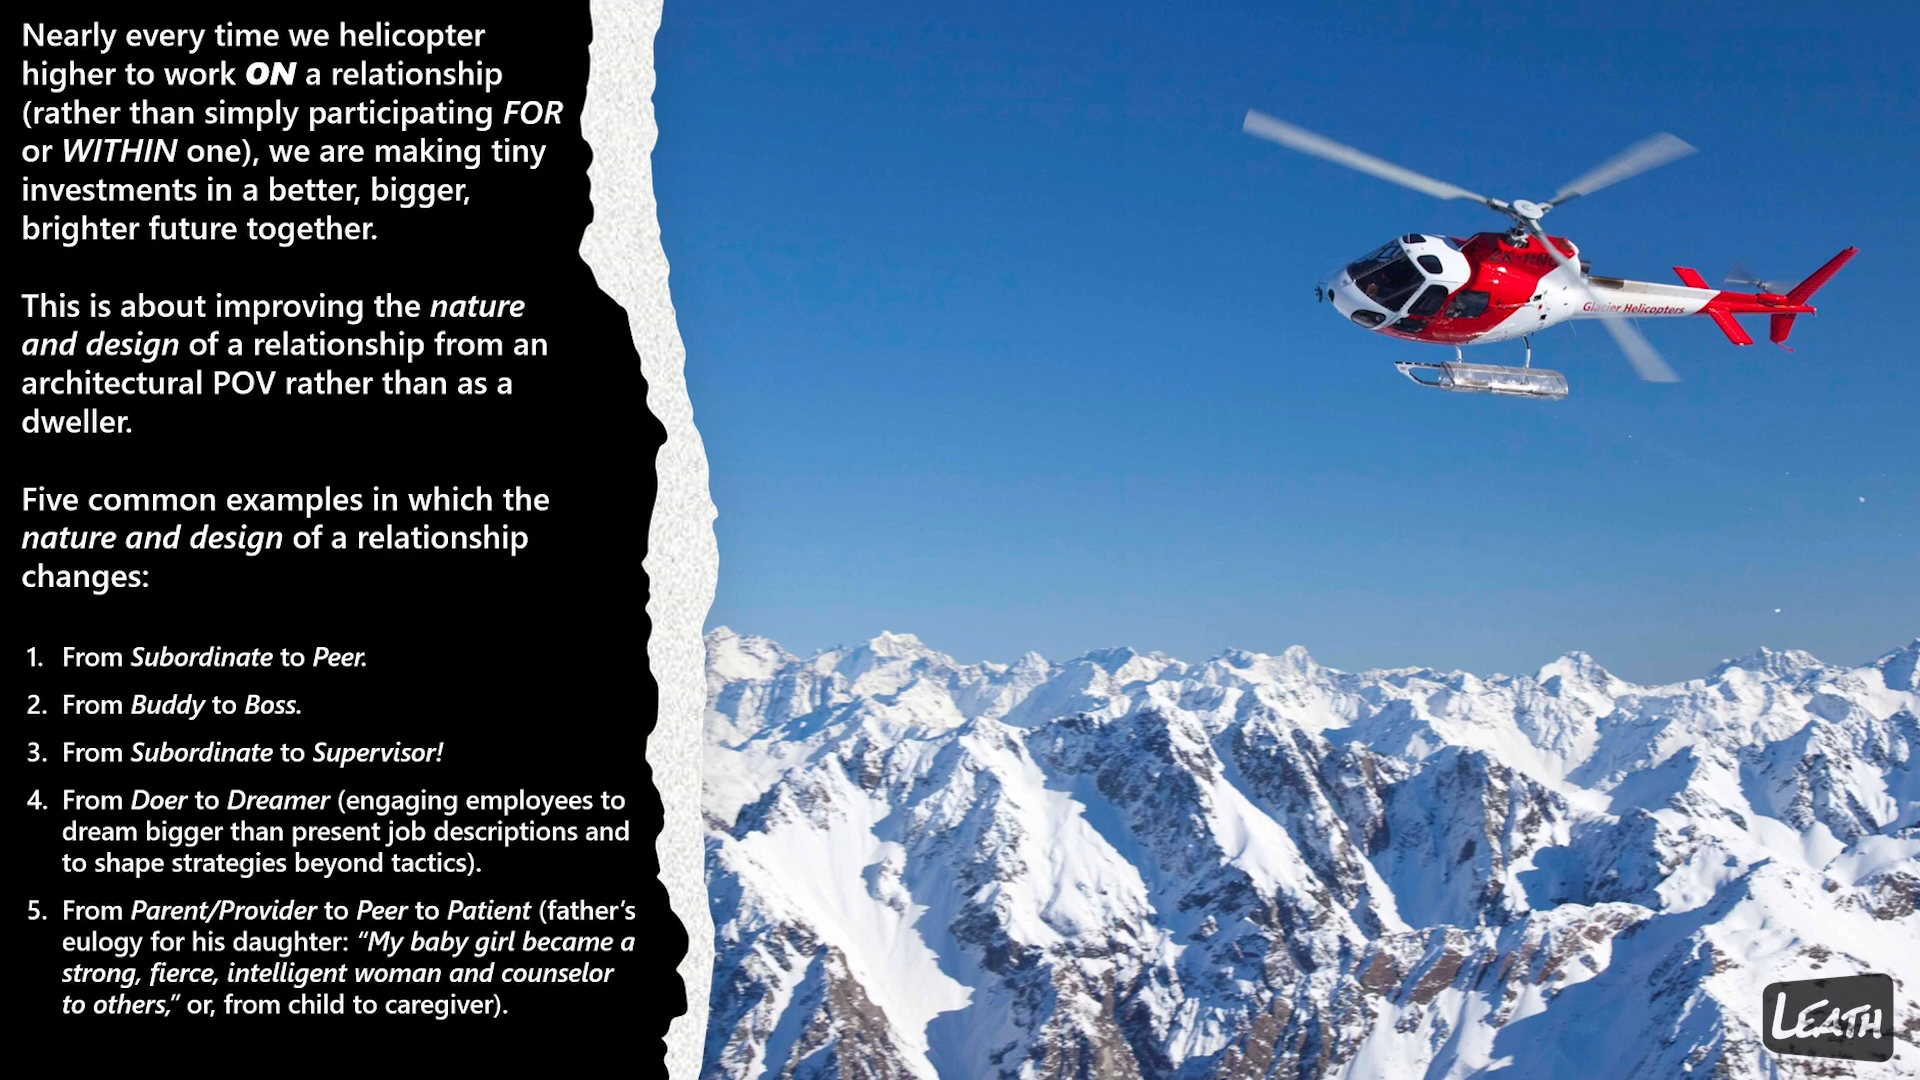 Nearly every time we helicopter
higher to work ON a relationship
(rather than simply participating FOR
or WITHIN one), we are making tiny
investments in a better, bigger,
brighter future together.
This is about improving the nature
and design of a relationship from an
architectural POV rather than as a
dweller.
Five common examples in which the
nature and design of a relationship
changes:
1. From Subordinate to Peer.
2. From Buddy to Boss.
3. From Subordinate to Supervisor!
4. From Doer to Dreamer (engaging employees to
dream bigger than present job descriptions and
to shape strategies beyond tactics).
5. From Parent/Provider to Peer to Patient (father’s
eulogy for his daughter: “My baby girl became a
strong, fierce, intelligent woman and counselor
to others,” or, from child to caregiver).
Glacier Helicopters
LEATH